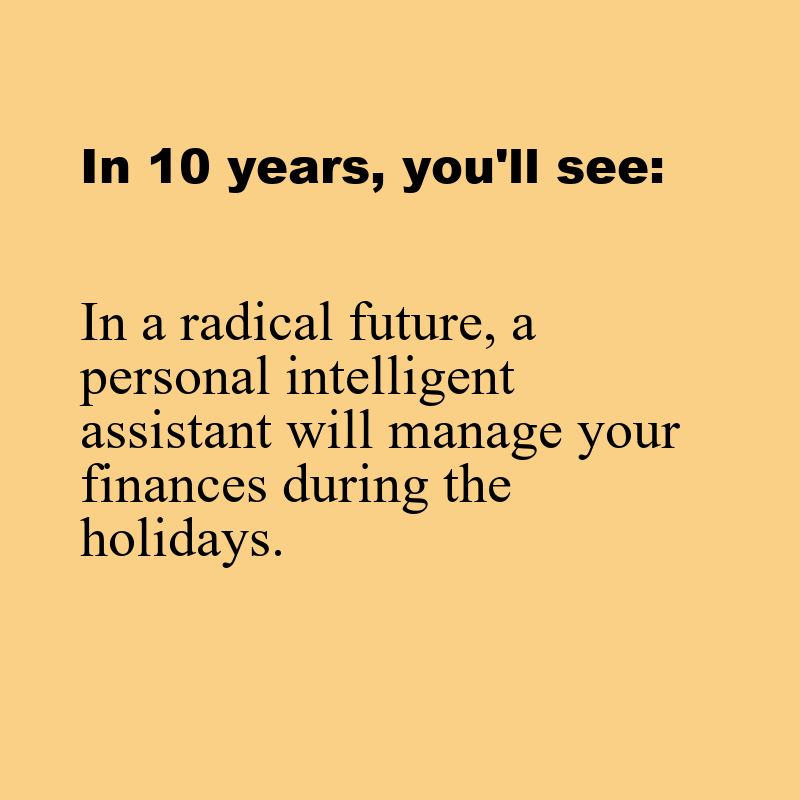 In 10 years, you'll see:
In a radical future, a
personal intelligent
assistant will manage your
finances during the
holidays.